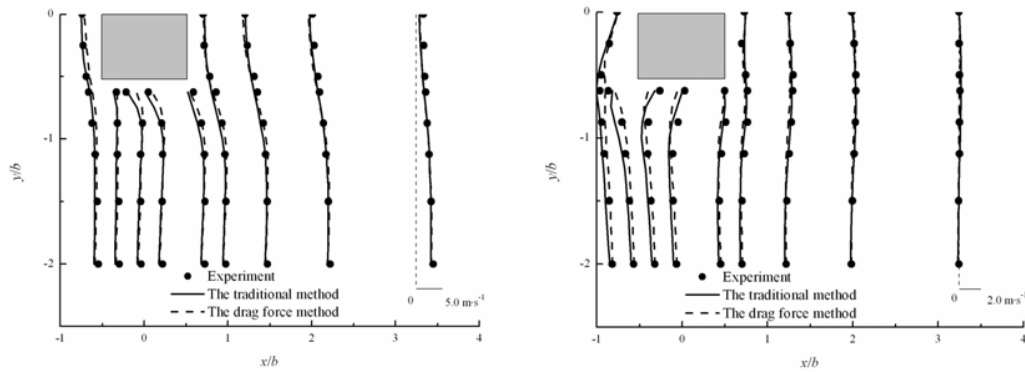 0
-1
-2
y/b
Experiment
The traditional method
The drag force method
0 5.0 m·s⁻¹
-1 0 1 2 3 4
x/b
0
-1
-2
y/b
Experiment
The traditional method
The drag force method
0 2.0 m·s⁻¹
-1 0 1 2 3 4
x/b